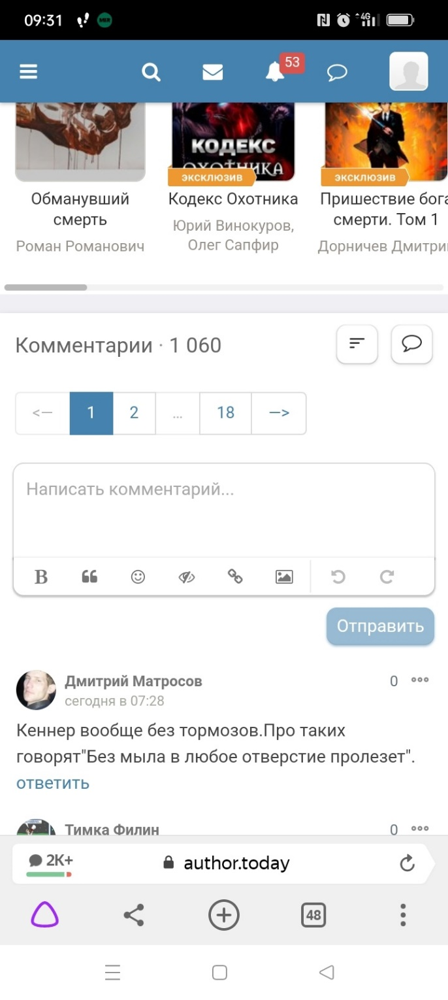 09:31
MIR
4G
53
КОДЕКС
ОХОТНИКА
ЭКСКЛЮЗИВ
ЭКСКЛЮЗИВ
Обманувший
смерть
Роман Романович
Кодекс Охотника
Юрий Винокуров,
Олег Сапфир
Пришествие бога
смерти. Том 1
Дорничев Дмитри
Комментарии · 1 060
<— 1 2 ... 18 —>
Написать комментарий...
B
Отправить
Дмитрий Матросов 0
сегодня в 07:28
Кеннер вообще без тормозов.Про таких
говорят"Без мыла в любое отверстие пролезет".
ответить
Тимка Филин 0
2K+ author.today
48